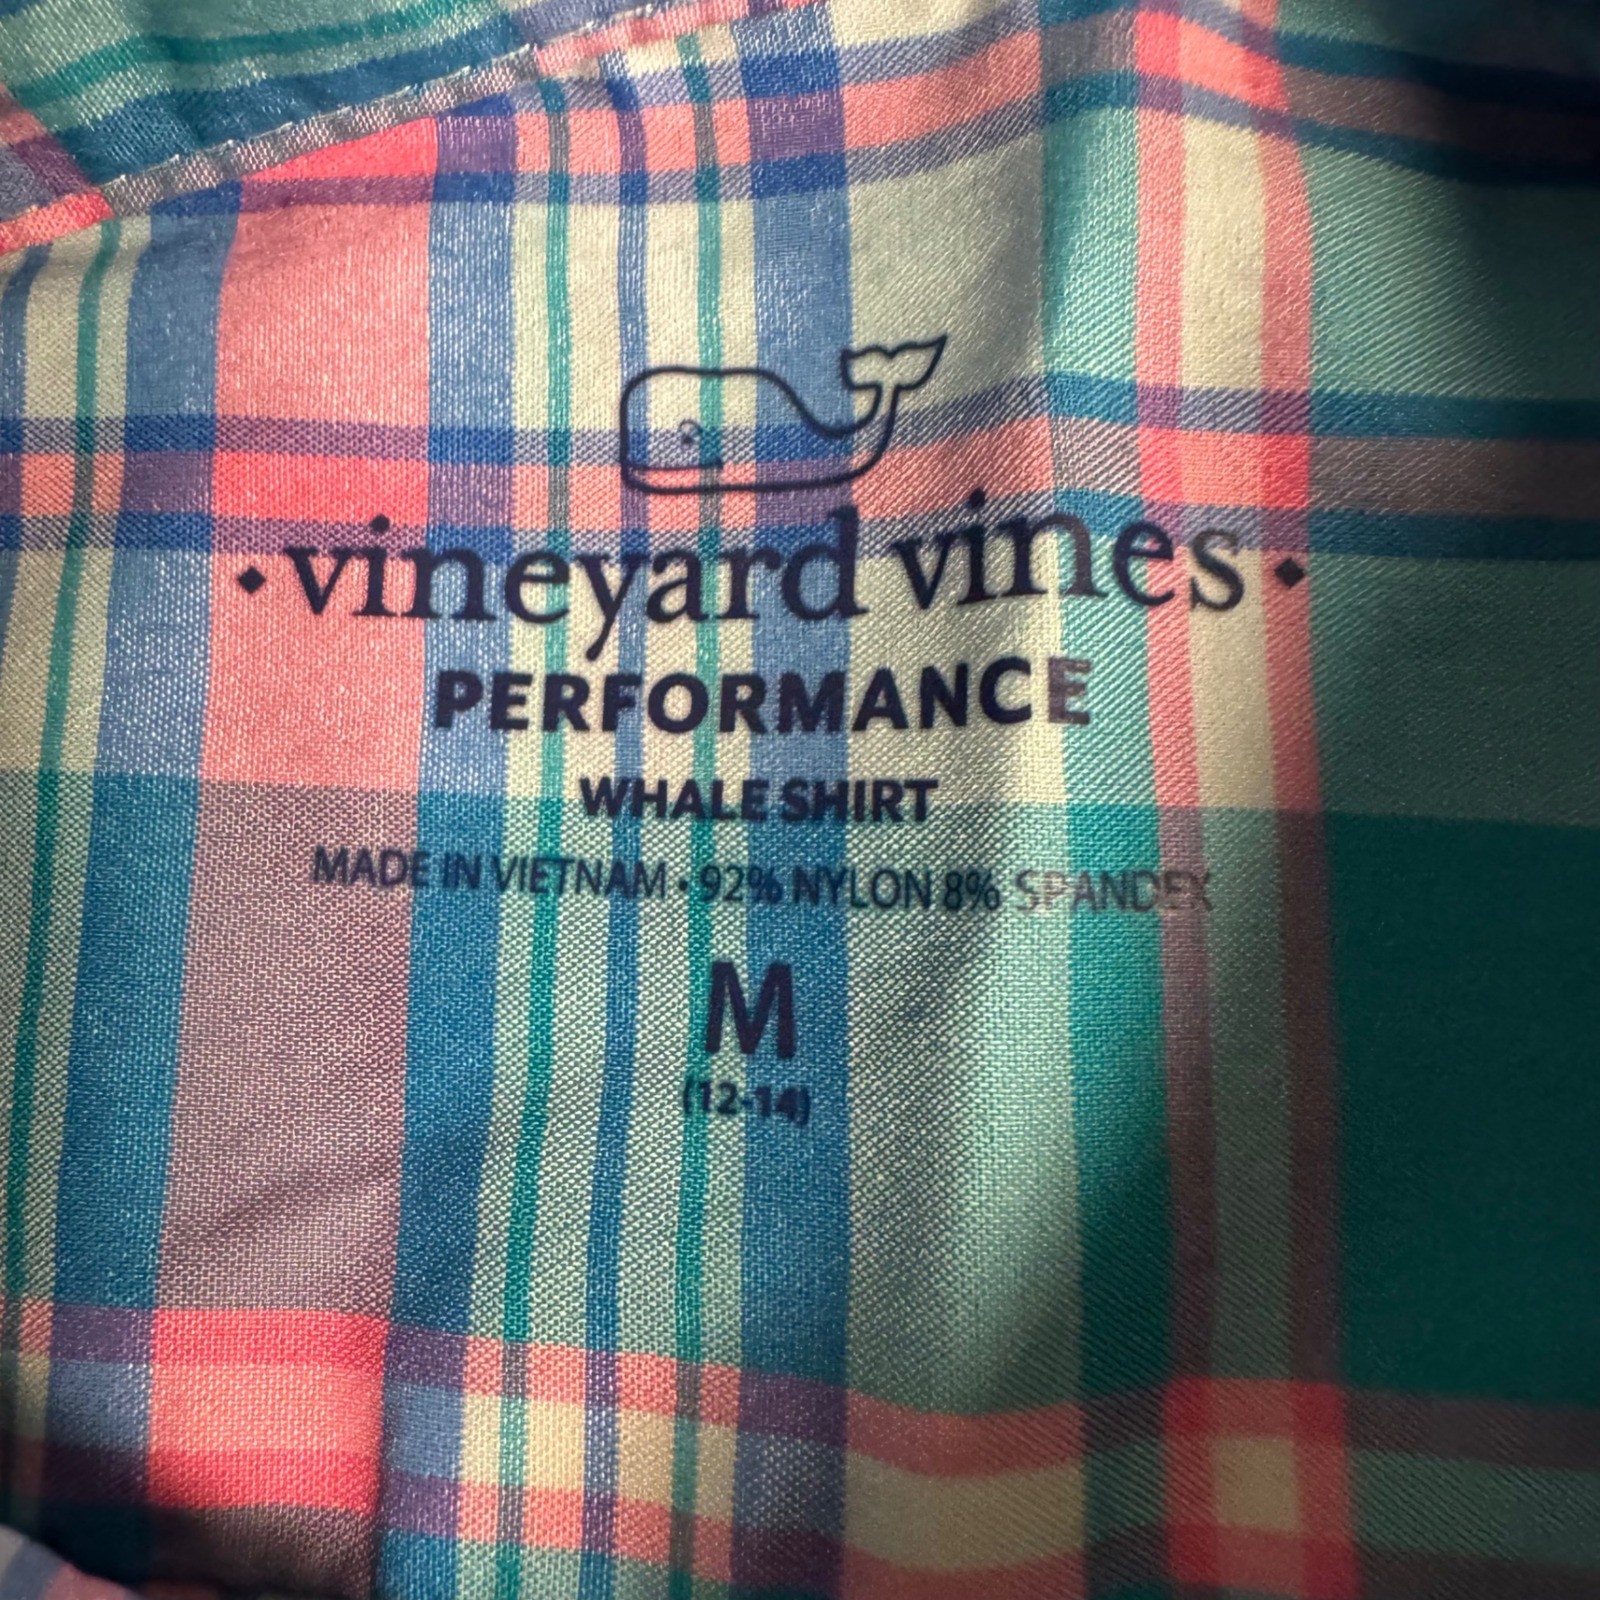 • vineyard vines •
PERFORMANCE
WHALE SHIRT
MADE IN VIETNAM • 92% NYLON 8% SPANDEX
M
(12-14)